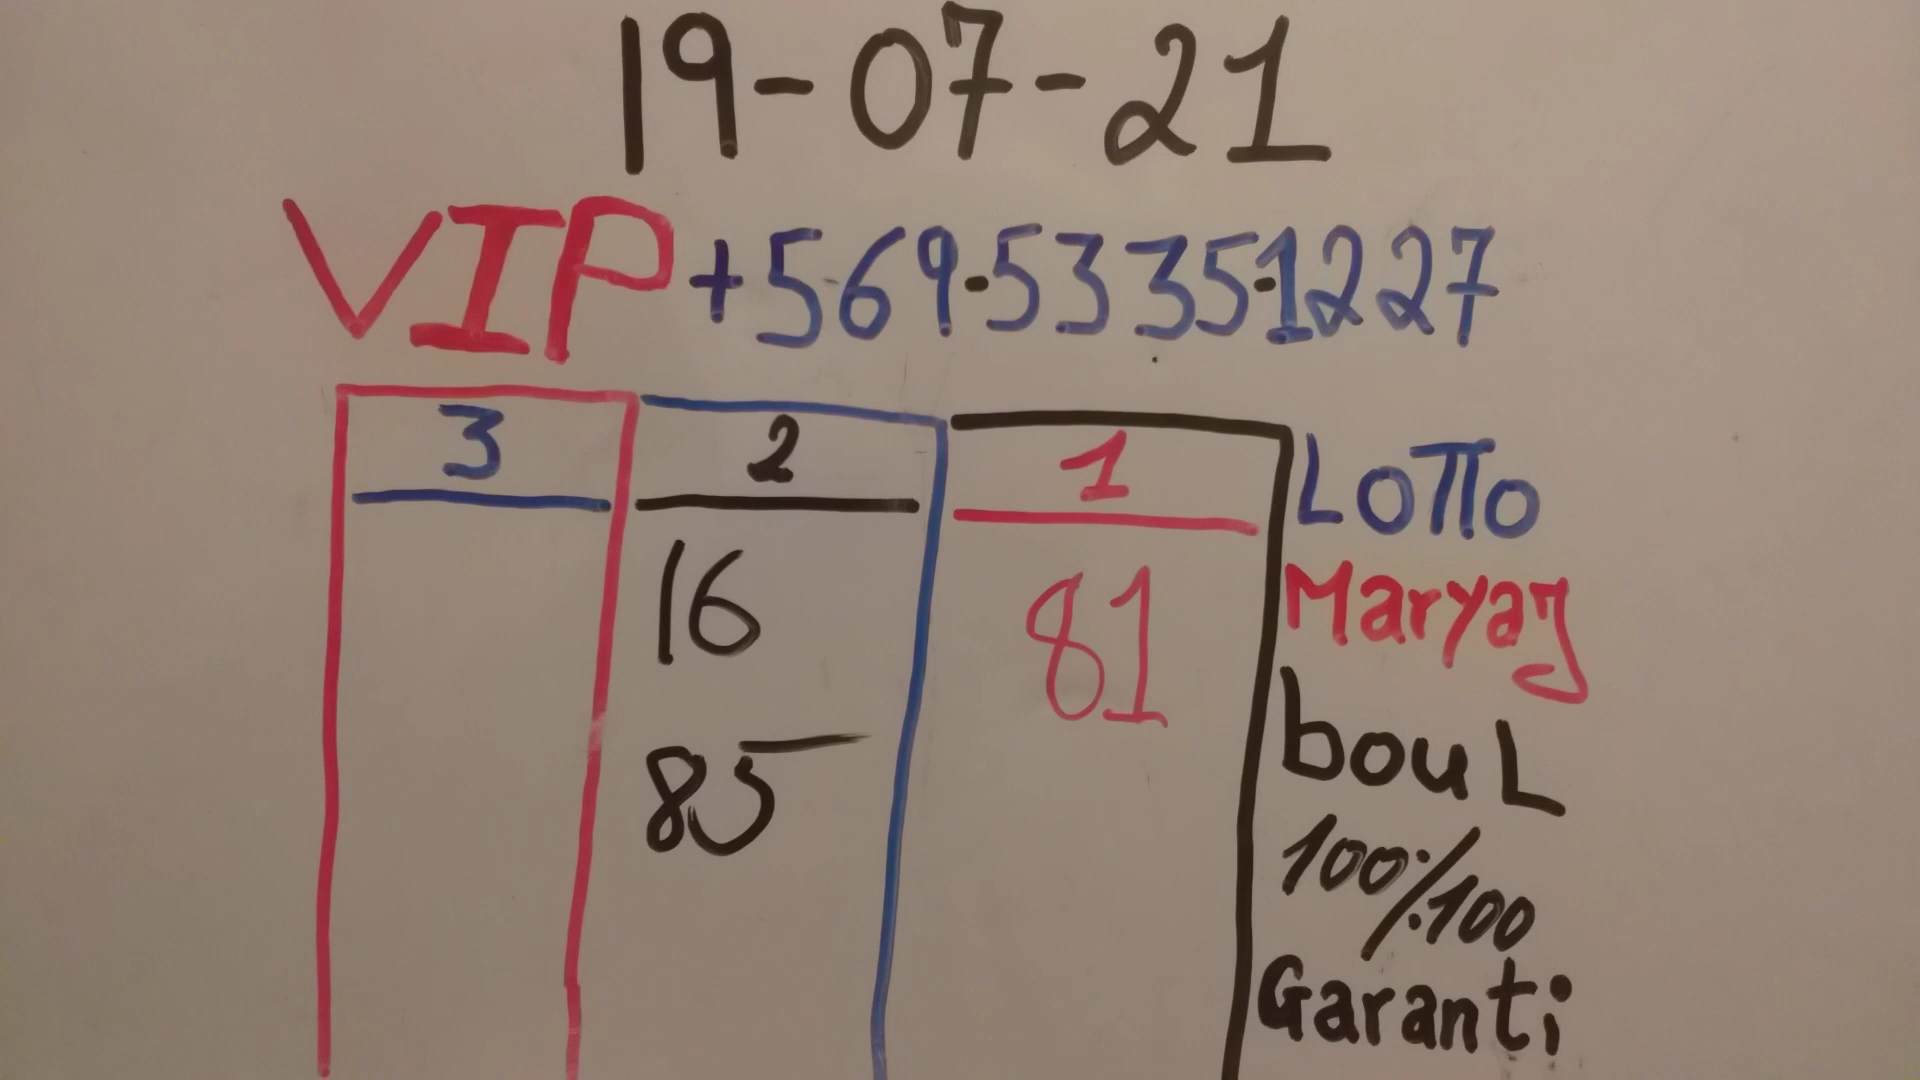 19-07-21
VIP +569.5335-1227
3 2 1
16 81
85
LOTTO
Maryaj
bouL
100%.100
Garanti